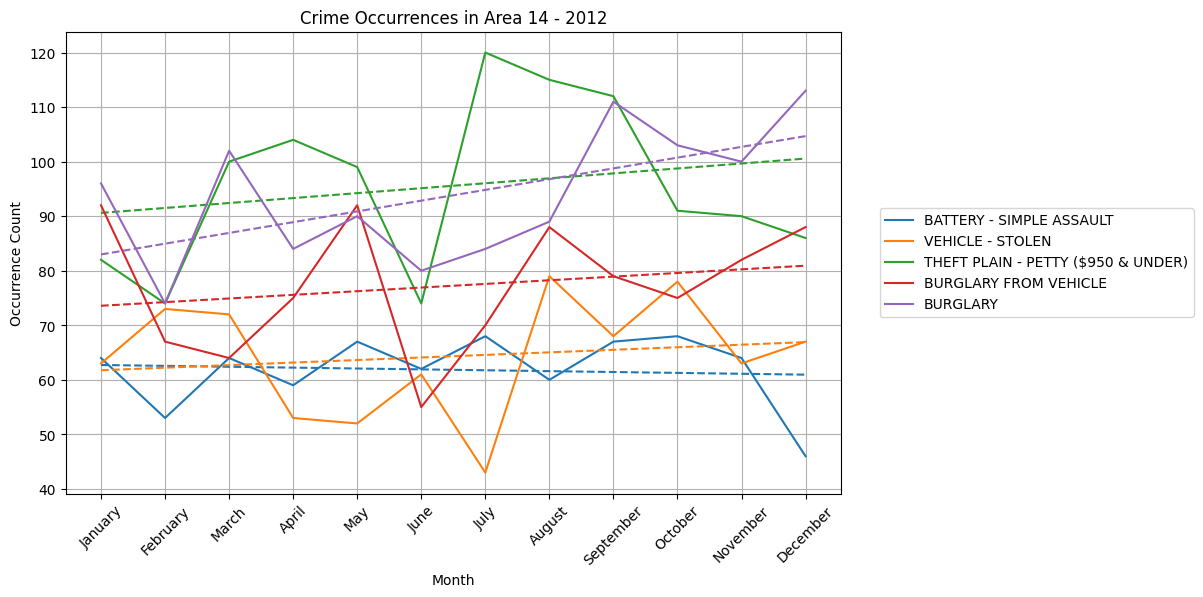 Crime Occurrences in Area 14 - 2012
Occurrence Count
120
110
100
90
80
70
60
50
40
January
February
March
April
May
June
July
August
September
October
November
December
Month
BATTERY - SIMPLE ASSAULT
VEHICLE - STOLEN
THEFT PLAIN - PETTY ($950 & UNDER)
BURGLARY FROM VEHICLE
BURGLARY